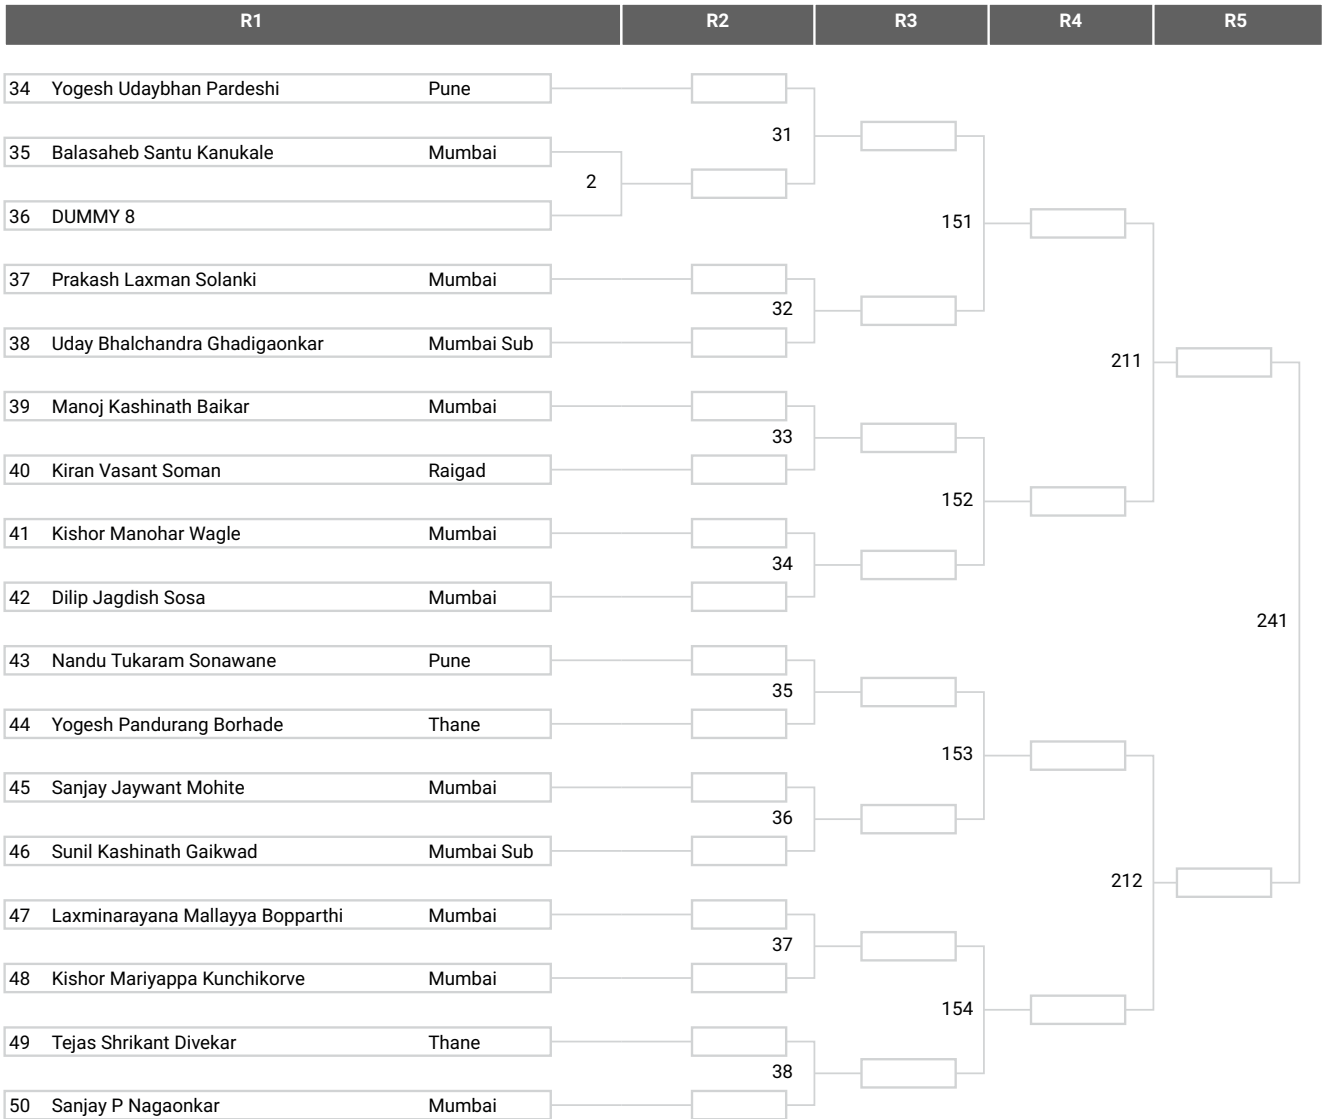 R1 R2 R3 R4 R5
34 Yogesh Udaybhan Pardeshi Pune
31
35 Balasaheb Santu Kanukale Mumbai
2
36 DUMMY 8
151
37 Prakash Laxman Solanki Mumbai
32
38 Uday Bhalchandra Ghadigaonkar Mumbai Sub
211
39 Manoj Kashinath Baikar Mumbai
33
40 Kiran Vasant Soman Raigad
152
41 Kishor Manohar Wagle Mumbai
34
42 Dilip Jagdish Sosa Mumbai
241
43 Nandu Tukaram Sonawane Pune
35
44 Yogesh Pandurang Borhade Thane
153
45 Sanjay Jaywant Mohite Mumbai
36
46 Sunil Kashinath Gaikwad Mumbai Sub
212
47 Laxminarayana Mallayya Bopparthi Mumbai
37
48 Kishor Mariyappa Kunchikorve Mumbai
154
49 Tejas Shrikant Divekar Thane
38
50 Sanjay P Nagaonkar Mumbai